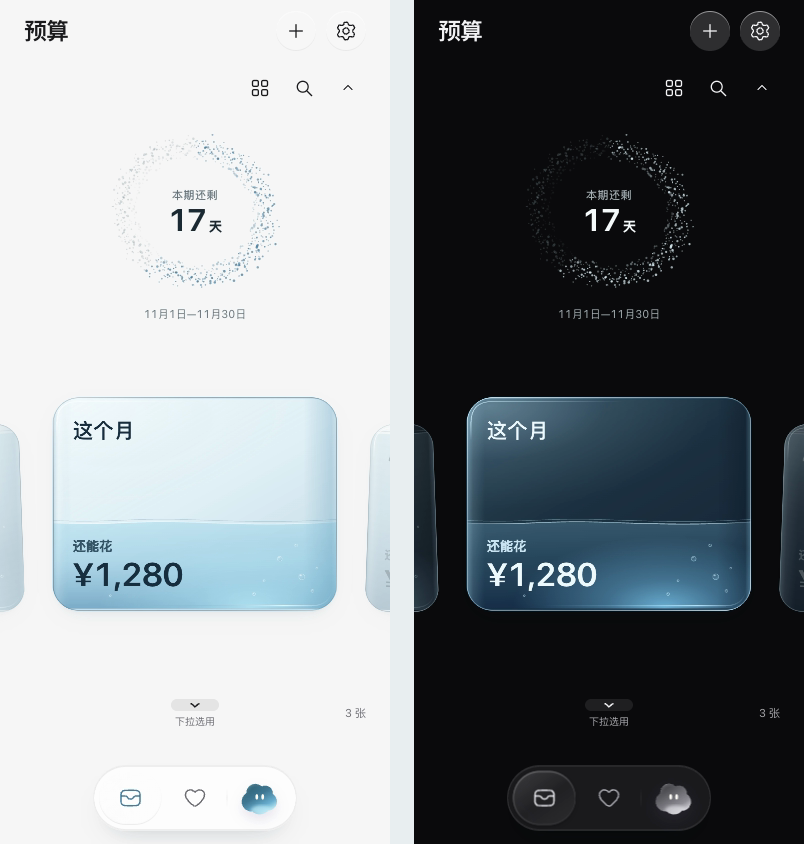 预算
本期还剩
17天
11月1日—11月30日
这个月
还能花
¥1,280
下拉选用
3 张
预算
本期还剩
17天
11月1日—11月30日
这个月
还能花
¥1,280
下拉选用
3 张